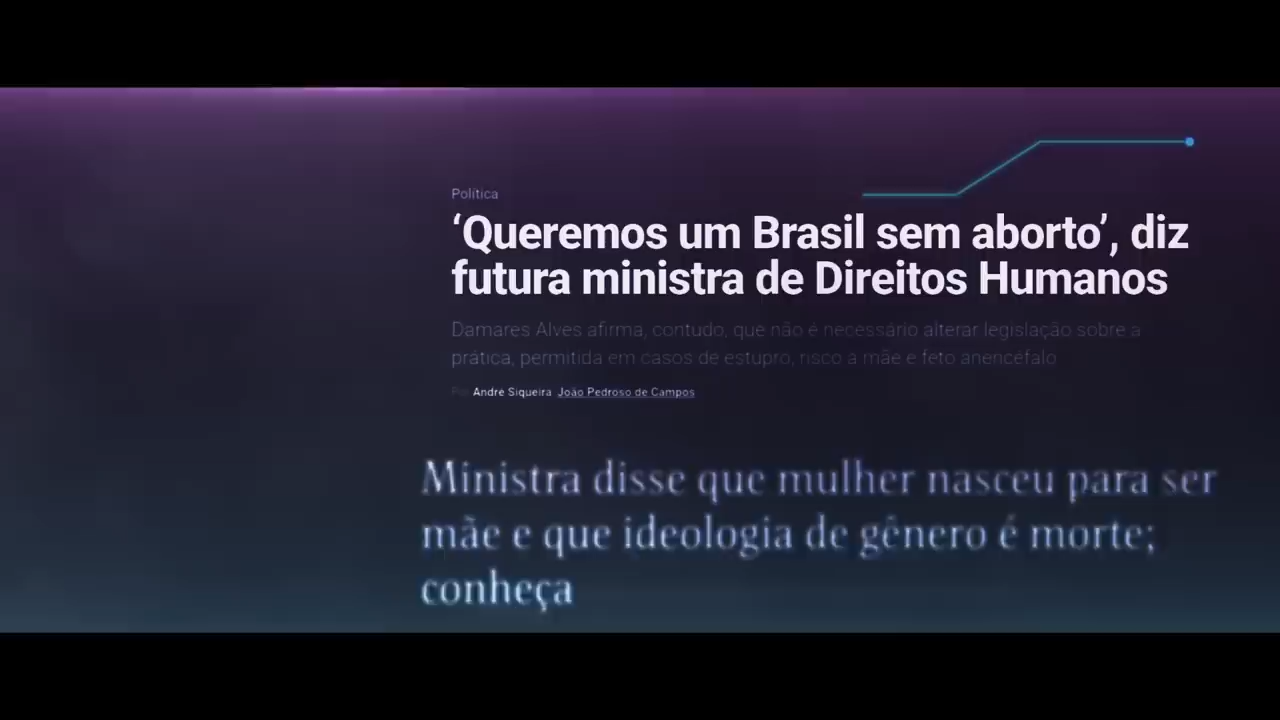 Política
‘Queremos um Brasil sem aborto’, diz
futura ministra de Direitos Humanos
Damares Alves afirma, contudo, que não é necessário alterar legislação sobre a
prática, permitida em casos de estupro, risco a mãe e feto anencéfalo
Por André Siqueira João Pedroso de Campos
Ministra disse que mulher nasceu para ser
mãe e que ideologia de gênero é morte;
conheça